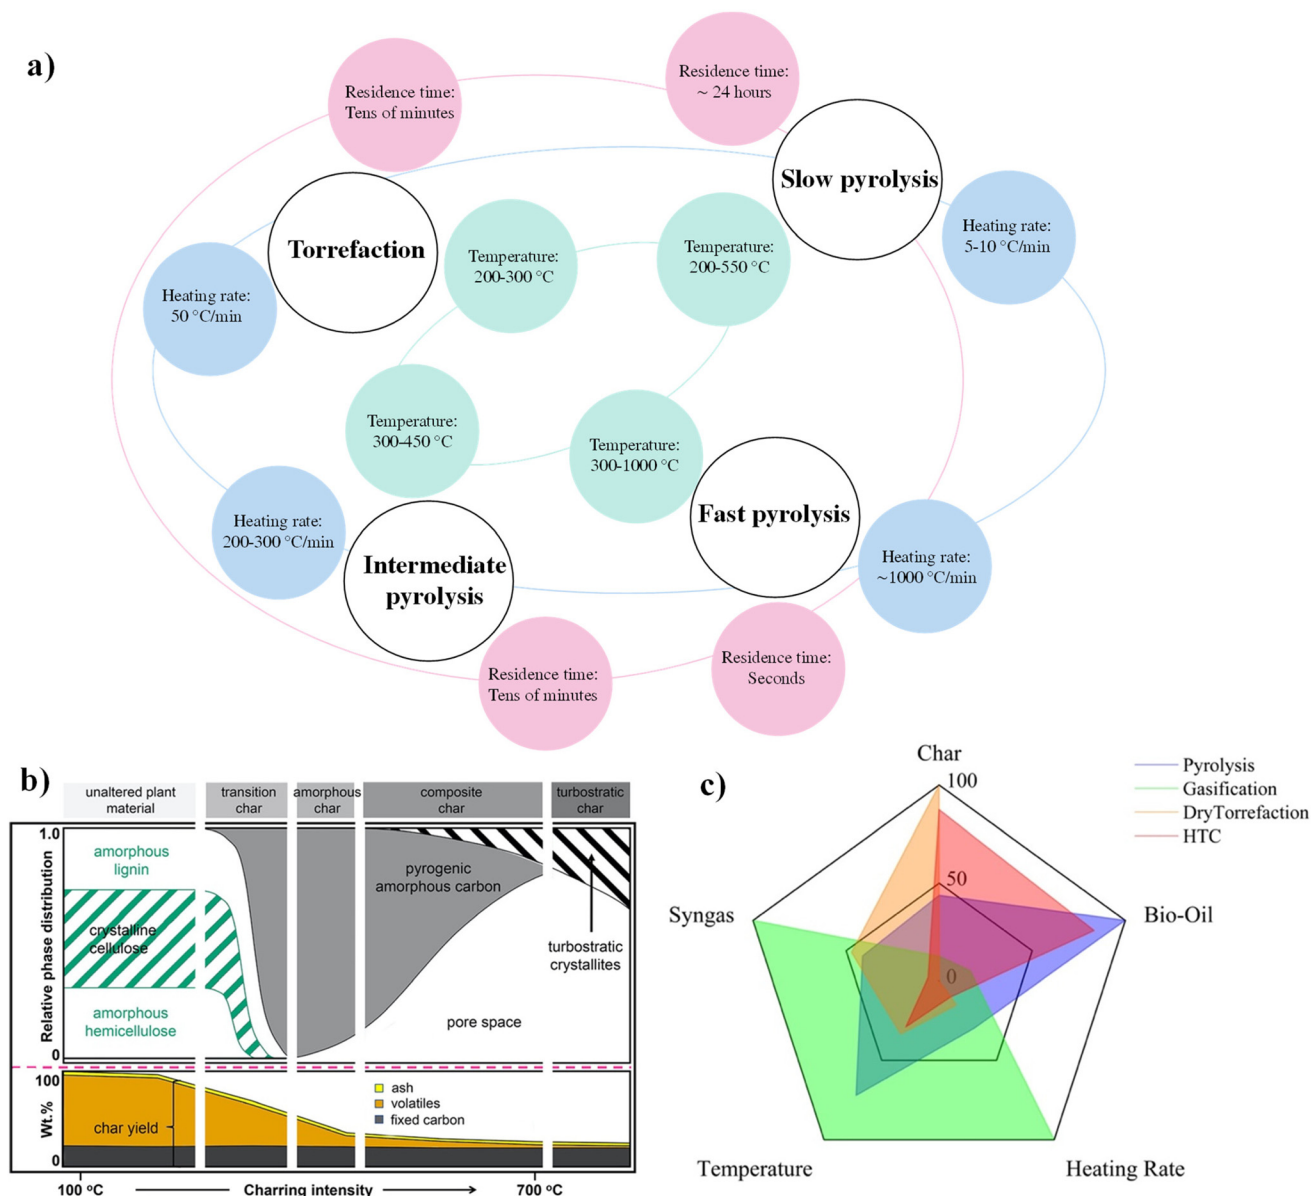 a)
Residence time:
Tens of minutes
Residence time:
~ 24 hours
Slow pyrolysis
Torrefaction
Heating rate:
5-10 °C/min
Temperature:
200-300 °C
Temperature:
200-550 °C
Heating rate:
50 °C/min
Temperature:
300-450 °C
Temperature:
300-1000 °C
Fast pyrolysis
Heating rate:
200-300 °C/min
Intermediate
pyrolysis
Heating rate:
~1000 °C/min
Residence time:
Tens of minutes
Residence time:
Seconds
b)
unaltered plant
material
transition
char
amorphous
char
composite
char
turbostratic
char
Relative phase distribution
1.0
0
amorphous
lignin
crystalline
cellulose
amorphous
hemicellulose
pyrogenic
amorphous carbon
turbostratic
crystallites
pore space
Wt.%
100
0
char yield
ash
volatiles
fixed carbon
100 °C
Charring intensity
700 °C
c)
Char
100
50
0
Pyrolysis
Gasification
DryTorrefaction
HTC
Syngas
Bio-Oil
Temperature
Heating Rate